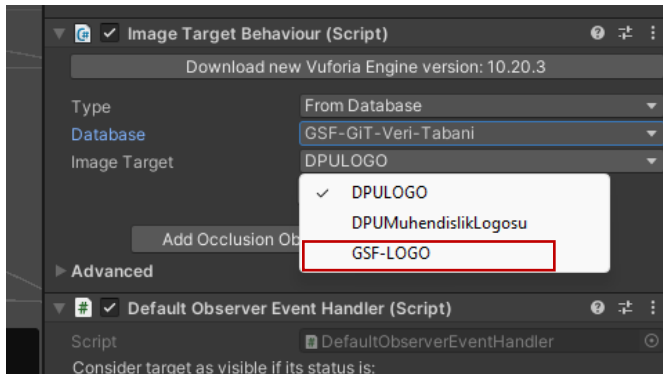 Image Target Behaviour (Script)
Download new Vuforia Engine version: 10.20.3
Type From Database
Database GSF-GiT-Veri-Tabani
Image Target DPULOGO
DPULOGO
DPUMuhendislikLogosu
Add Occlusion Ob
GSF-LOGO
Advanced
Default Observer Event Handler (Script)
Script DefaultObserverEventHandler
Consider target as visible if its status is: